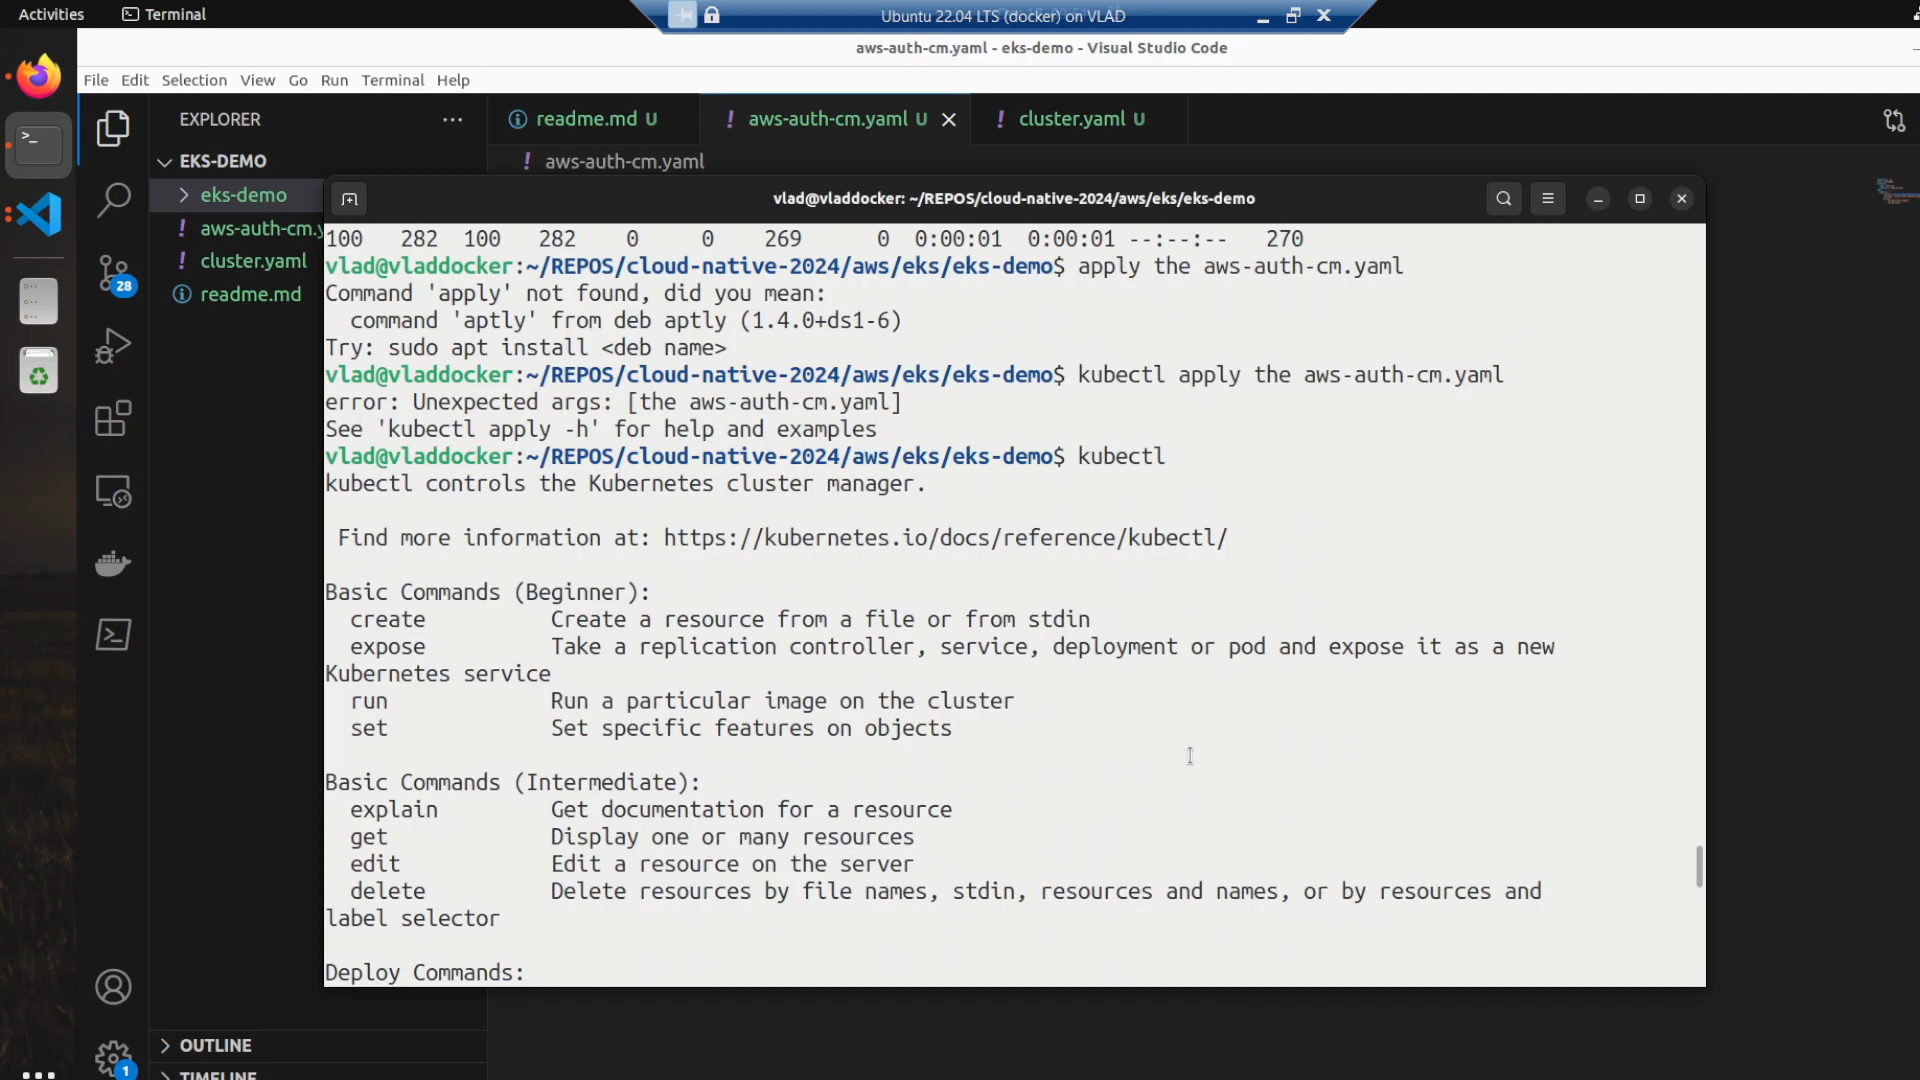 Activities
Terminal
Ubuntu 22.04 LTS (docker) on VLAD
aws-auth-cm.yaml - eks-demo - Visual Studio Code
File Edit Selection View Go Run Terminal Help
EXPLORER
readme.md U
aws-auth-cm.yaml U
cluster.yaml U
EKS-DEMO
aws-auth-cm.yaml
eks-demo
aws-auth-cm.y
cluster.yaml
readme.md
28
vlad@vladdocker: ~/REPOS/cloud-native-2024/aws/eks/eks-demo
100 282 100 282 0 0 269 0 0:00:01 0:00:01 --:--:-- 270
vlad@vladdocker:~/REPOS/cloud-native-2024/aws/eks/eks-demo$ apply the aws-auth-cm.yaml
Command 'apply' not found, did you mean:
command 'aptly' from deb aptly (1.4.0+ds1-6)
Try: sudo apt install <deb name>
vlad@vladdocker:~/REPOS/cloud-native-2024/aws/eks/eks-demo$ kubectl apply the aws-auth-cm.yaml
error: Unexpected args: [the aws-auth-cm.yaml]
See 'kubectl apply -h' for help and examples
vlad@vladdocker:~/REPOS/cloud-native-2024/aws/eks/eks-demo$ kubectl
kubectl controls the Kubernetes cluster manager.
Find more information at: https://kubernetes.io/docs/reference/kubectl/
Basic Commands (Beginner):
create Create a resource from a file or from stdin
expose Take a replication controller, service, deployment or pod and expose it as a new
Kubernetes service
run Run a particular image on the cluster
set Set specific features on objects
Basic Commands (Intermediate):
explain Get documentation for a resource
get Display one or many resources
edit Edit a resource on the server
delete Delete resources by file names, stdin, resources and names, or by resources and
label selector
Deploy Commands:
OUTLINE
1
TIMELINE